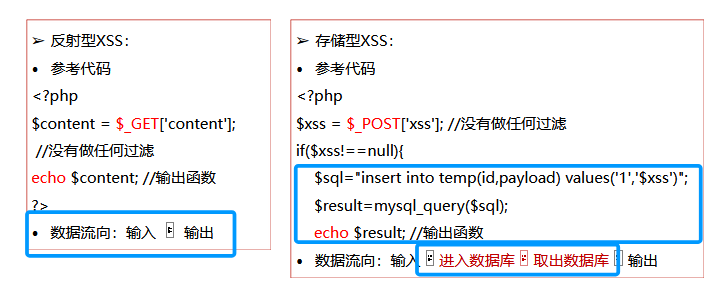 ➢ 反射型XSS：
• 参考代码
<?php
$content = $_GET['content'];
//没有做任何过滤
echo $content; //输出函数
?>
• 数据流向：输入 输出
➢ 存储型XSS：
• 参考代码
<?php
$xss = $_POST['xss']; //没有做任何过滤
if($xss!==null){
$sql="insert into temp(id,payload) values('1','$xss')";
$result=mysql_query($sql);
echo $result; //输出函数
• 数据流向：输入 进入数据库 取出数据库 输出